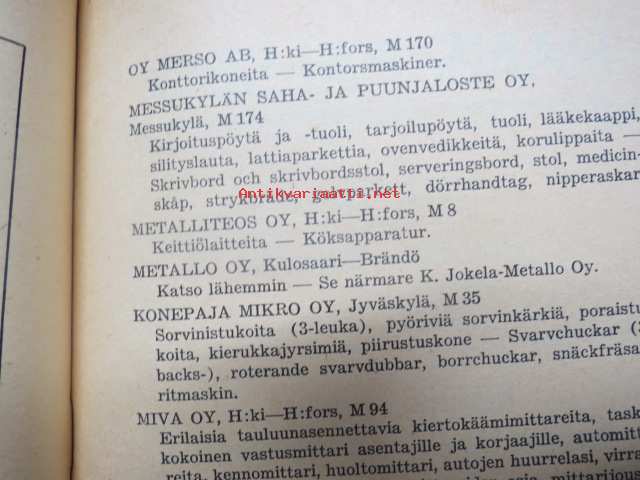 OY MERSO AB, H:ki—H:fors, M 170
Konttorikoneita — Kontorsmaskiner.
MESSUKYLÄN SAHA- JA PUUNJALOSTE OY,
Messukylä, M 174
Kirjoituspöytä ja -tuoli, tarjoilupöytä, tuoli, lääkekaappi,
silityslauta, lattiaparkettia, ovenvedikkeitä, korulippaita —
Skrivbord och skrivbordsstol, serveringsbord, stol, medicin-
skåp, strykbräde, golvparkett, dörrhandtag, nipperaskar
Antikvariaatti.net
METALLITEOS OY, H:ki—H:fors, M 8
Keittiölaitteita — Köksapparatur.
METALLO OY, Kulosaari—Brändö
Katso lähemmin — Se närmare K. Jokela-Metallo Oy.
KONEPAJA MIKRO OY, Jyväskylä, M 35
Sorvinistukoita (3-leuka), pyöriviä sorvinkärkiä, poraistu
koita, kierukkajyrsimiä, piirustuskone — Svarvchuckar (3
backs-), roterande svarvdubbar, borrchuckar, snäckfräsa
ritmaskin.
MIVA OY, H:ki—H:fors, M 94
Erilaisia tauluunasennettavia kiertokäämimittareita, task
kokoinen vastusmittari asentajille ja korjaajille, automitt
reita, kennomittari, huoltomittari, autojen huurrelasi, virra